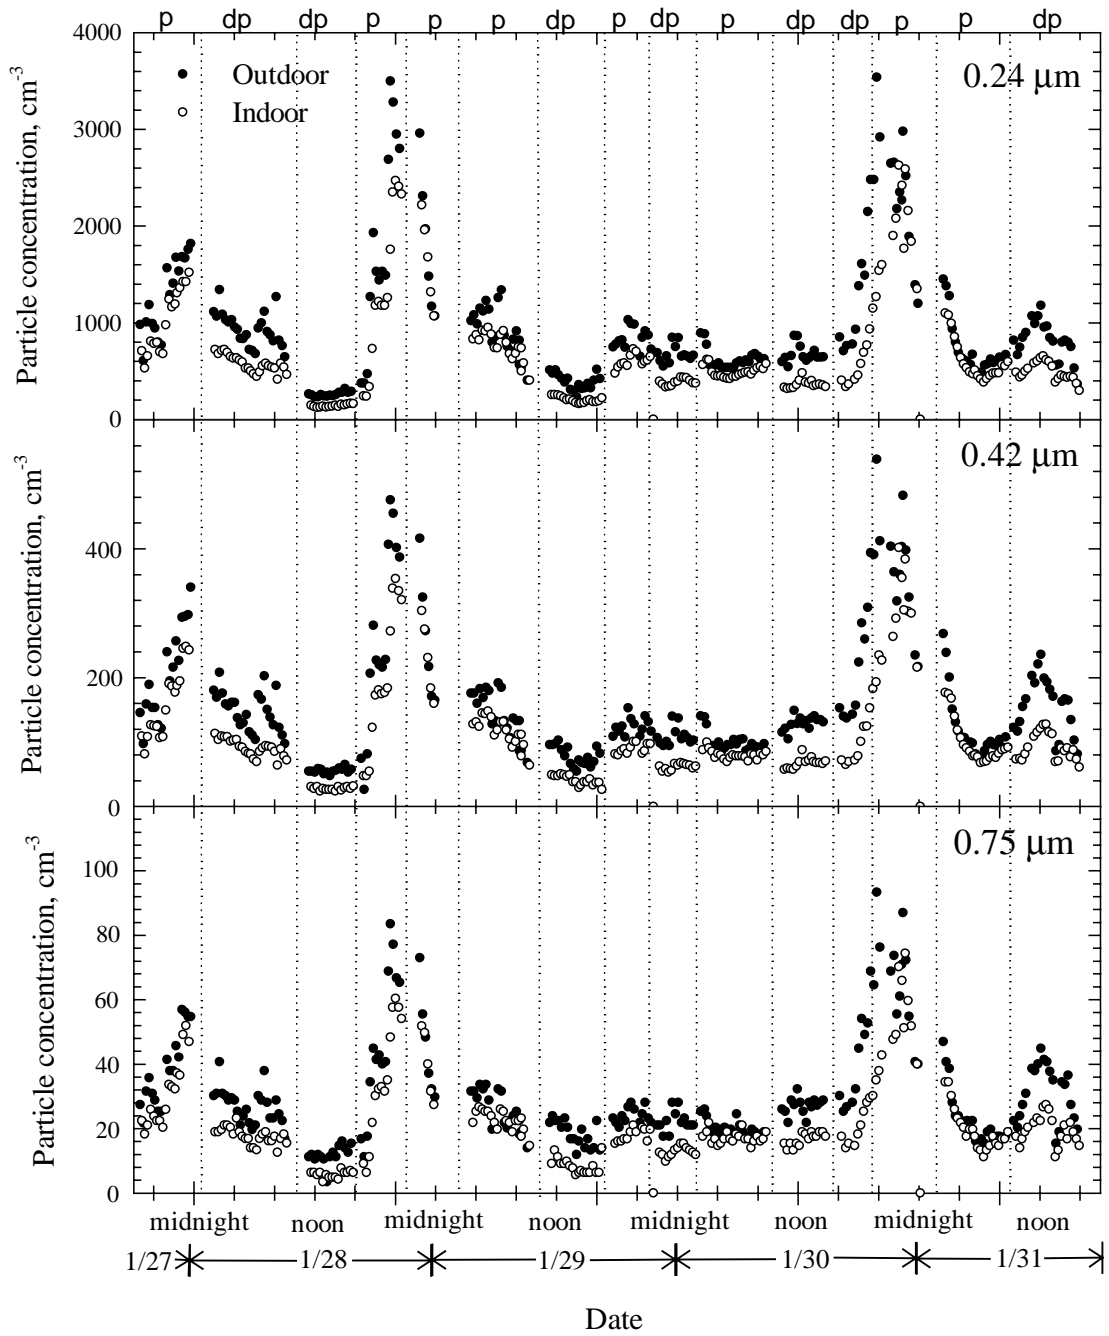 p dp dp p p p dp p dp p dp dp p p dp
4000
3000
2000
1000
0
Particle concentration, cm-3
Outdoor
Indoor
0.24 μm
400
200
0
Particle concentration, cm-3
0.42 μm
100
80
60
40
20
0
Particle concentration, cm-3
0.75 μm
midnight noon midnight noon midnight noon midnight noon
1/27 1/28 1/29 1/30 1/31
Date